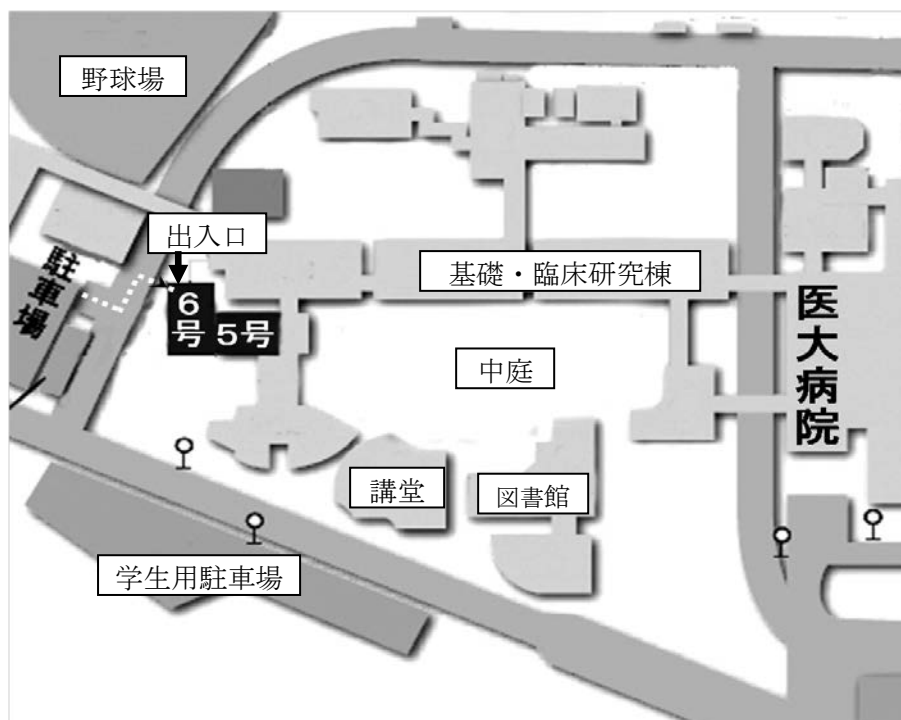 野球場
出入口
基礎・臨床研究棟
駐車場
6号
5号
医大病院
中庭
講堂
図書館
学生用駐車場